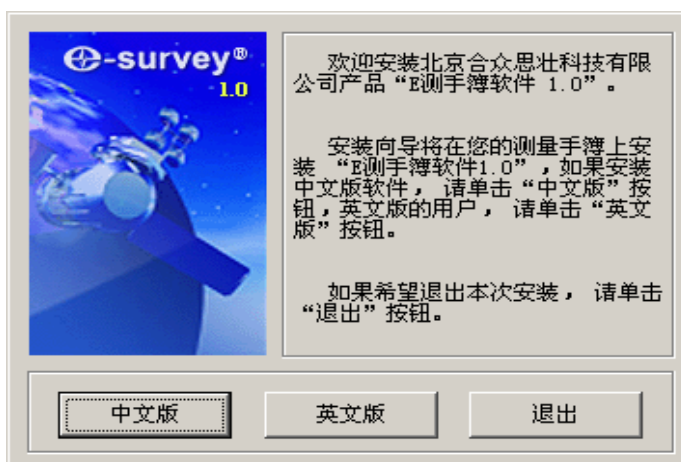 e-survey®
1.0
欢迎安装北京合众思壮科技有限
公司产品“E测手簿软件 1.0”。
安装向导将在您的测量手簿上安
装 “E测手簿软件1.0”,如果安装
中文版软件, 请单击“中文版”按
钮,英文版的用户, 请单击“英文
版”按钮。
如果希望退出本次安装, 请单击
“退出”按钮。
中文版
英文版
退出